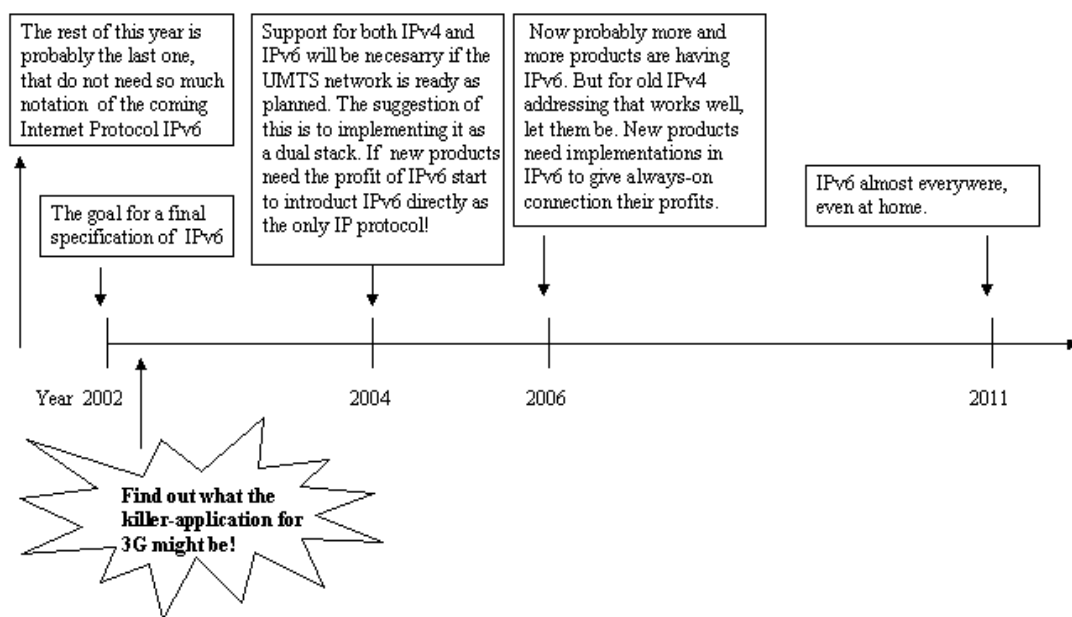 The rest of this year is
probably the last one,
that do not need so much
notation of the coming
Internet Protocol IPv6
The goal for a final
specification of IPv6
Support for both IPv4 and
IPv6 will be necesarry if the
UMTS network is ready as
planned. The suggestion of
this is to implementing it as
a dual stack. If new products
need the profit of IPv6 start
to introduce IPv6 directly as
the only IP protocol!
Now probably more and
more products are having
IPv6. But for old IPv4
addressing that works well,
let them be. New products
need implementations in
IPv6 to give always-on
connection their profits.
IPv6 almost everywere,
even at home.
Year 2002
2004
2006
2011
Find out what the
killer-application for
3G might be!